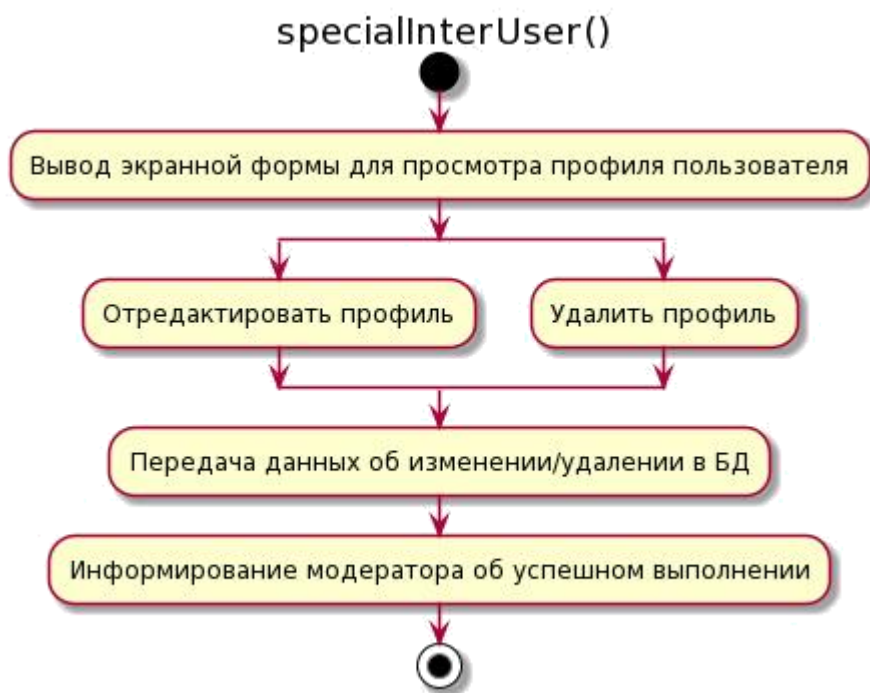 specialInterUser()
Вывод экранной формы для просмотра профиля пользователя
Отредактировать профиль
Удалить профиль
Передача данных об изменении/удалении в БД
Информирование модератора об успешном выполнении